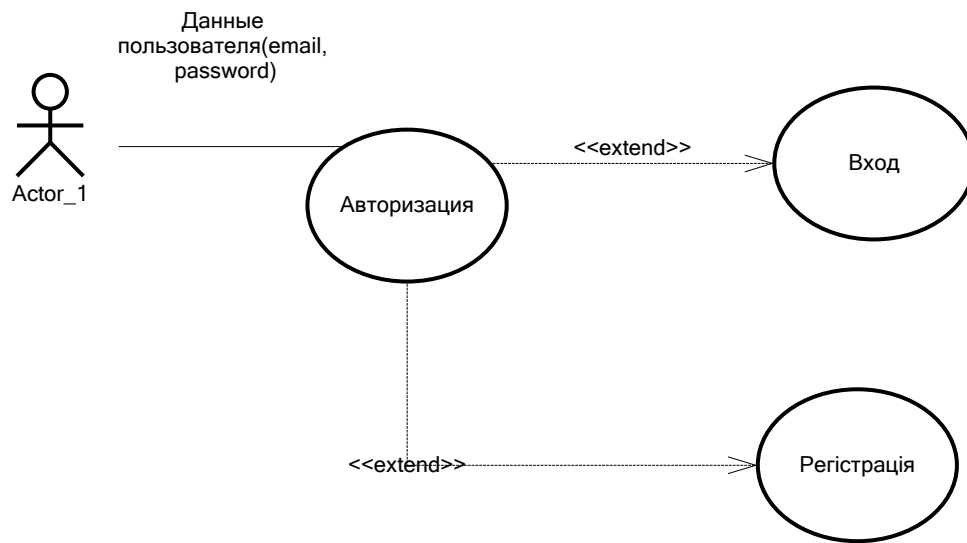 Данные
пользователя(email,
password)
Actor_1
Авторизация
<<extend>>
Вход
<<extend>>
Регістрація